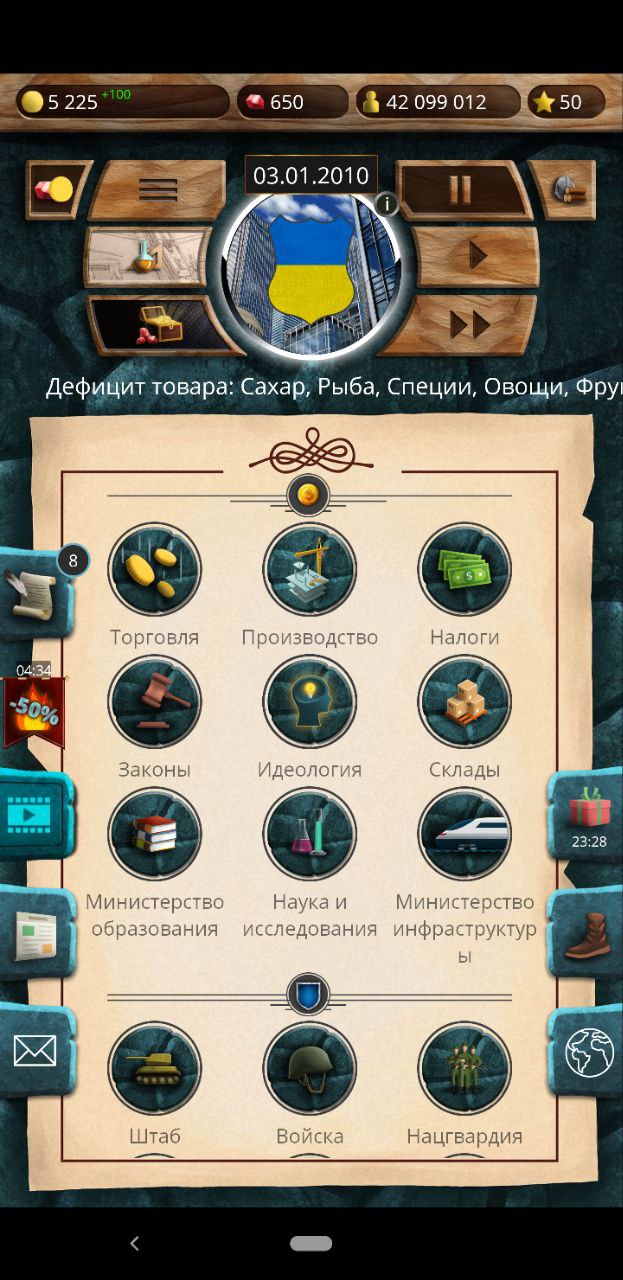 5 225 +100 650 42 099 012 50
03.01.2010
i
1
Дефицит товара: Сахар, Рыба, Специи, Овощи, Фру
8
Торговля Производство Налоги
04:34
-50%
Законы Идеология Склады
23:28
Министерство образования
Наука и исследования
Министерство инфраструктур
ы
Штаб Войска Нацгвардия